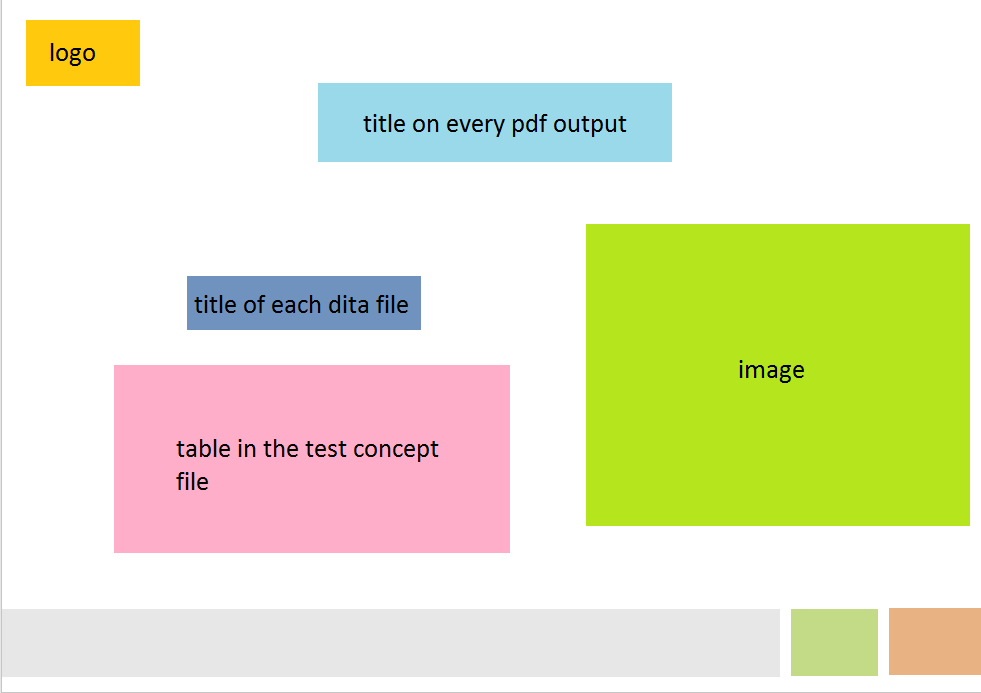 logo
title on every pdf output
title of each dita file
image
table in the test concept
file